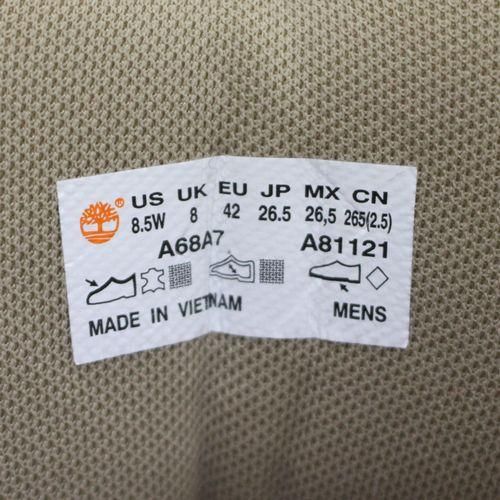 US UK EU JP MX CN
8.5W 8 42 26.5 26,5 265(2.5)
A68A7 A81121
MADE IN VIETNAM MENS